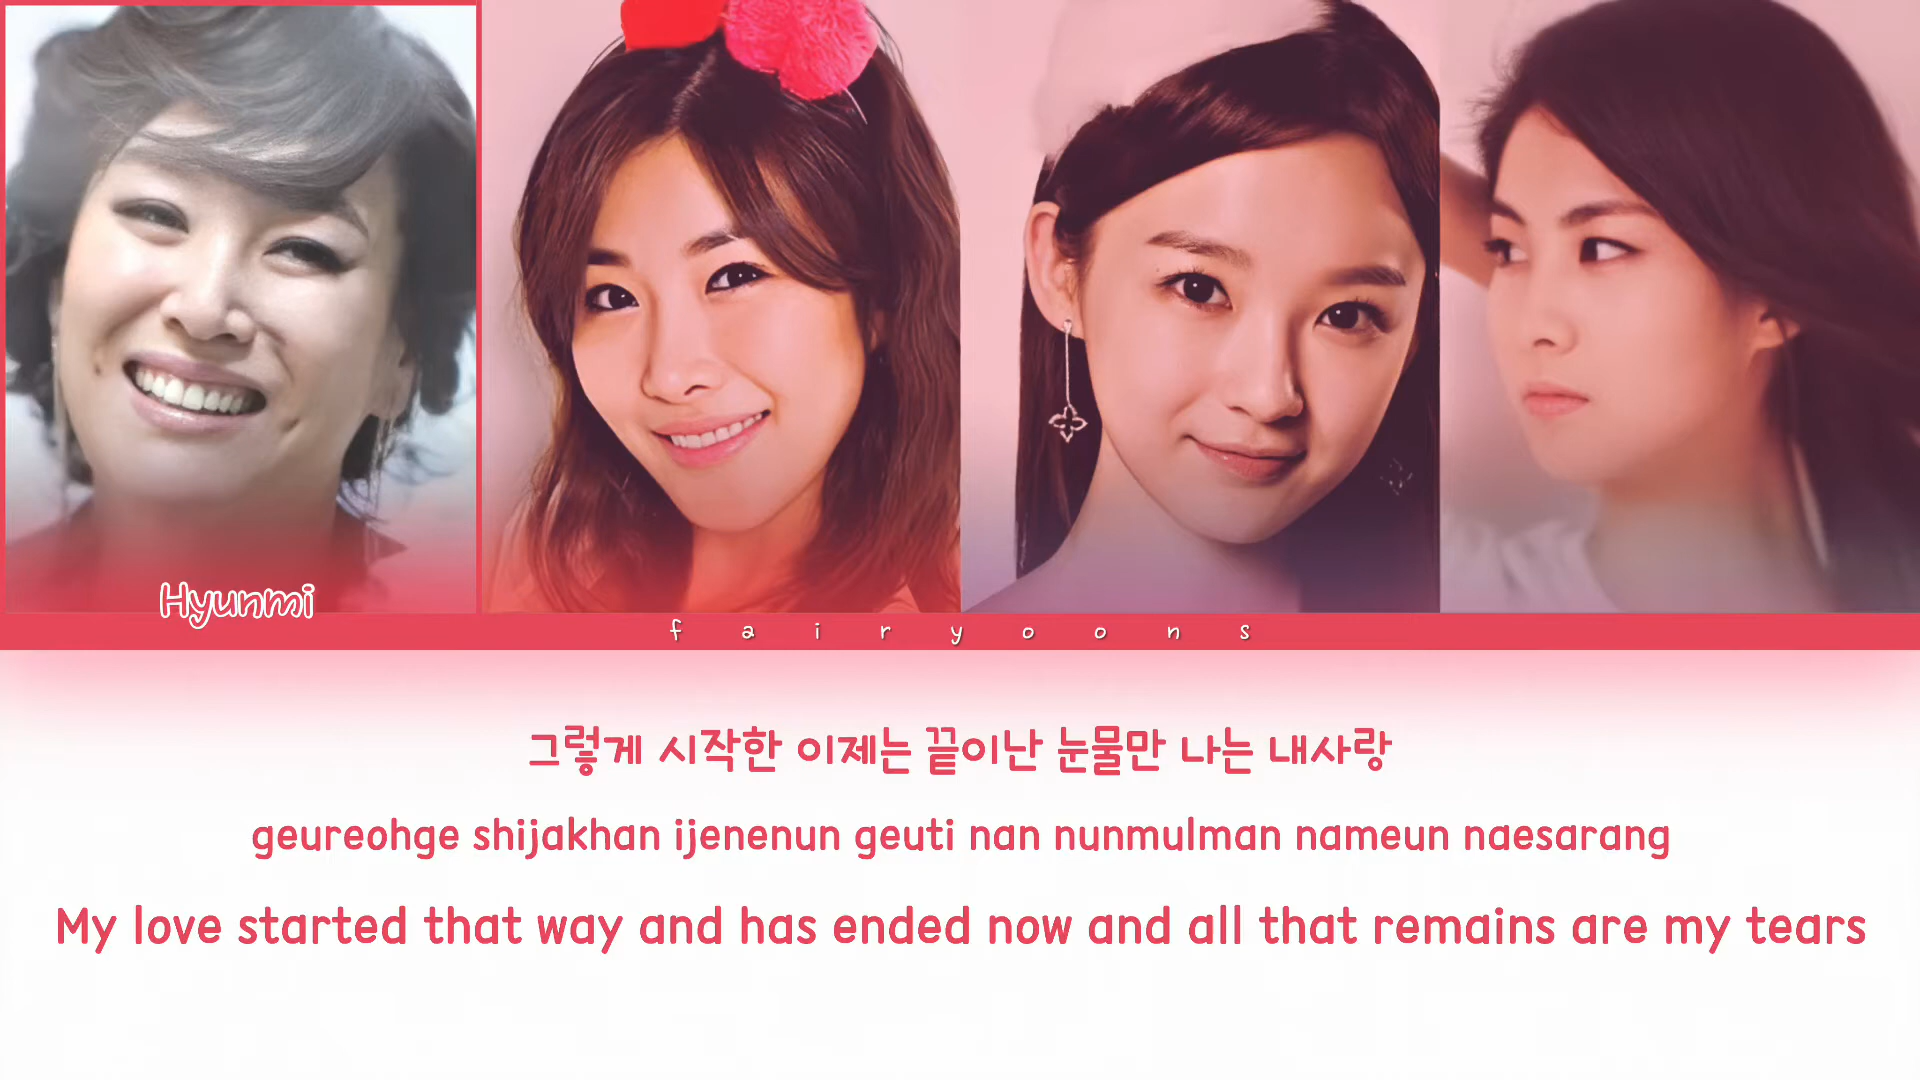 Hyunmi
fairyoons
그렇게 시작한 이제는 끝이난 눈물만 나는 내사랑
geureohge shijakhan ijenenun geuti nan nunmulman nameun naesarang
My love started that way and has ended now and all that remains are my tears